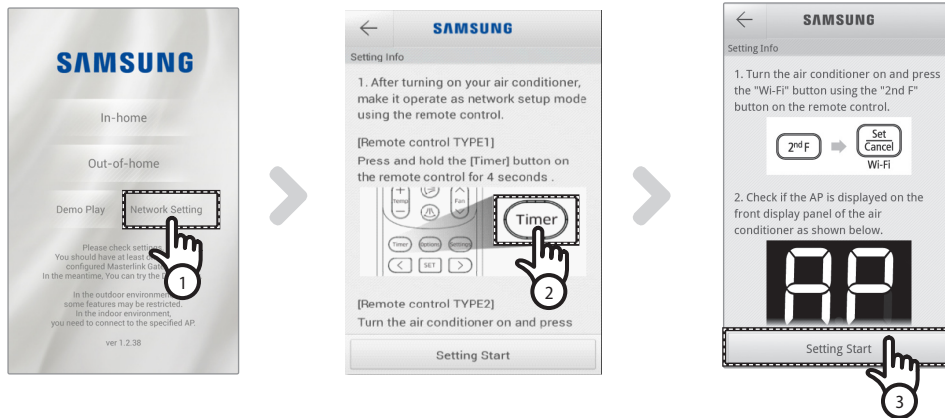 SAMSUNG
In-home
Out-of-home
Demo Play
Network Setting
Please check settings
You should have at least
configured Masterlink
In the meantime, You can try the
In the outdoor
some features may be restricted.
In the indoor environment,
you need to connect to the specified AP.
ver 1.2.38
1
SAMSUNG
Setting Info
1. After turning on your air conditioner,
make it operate as network setup mode
using the remote control.
[Remote control TYPE1]
Press and hold the [Timer] button on
the remote control for 4 seconds .
Temp
Fan
Timer
Options
Settings
SET
Timer
2
[Remote control TYPE2]
Turn the air conditioner on and press
Setting Start
SAMSUNG
Setting Info
1. Turn the air conditioner on and press
the "Wi-Fi" button using the "2nd F"
button on the remote control.
2nd F
Set
Cancel
Wi-Fi
2. Check if the AP is displayed on the
front display panel of the air
conditioner as shown below.
AP
Setting Start
3